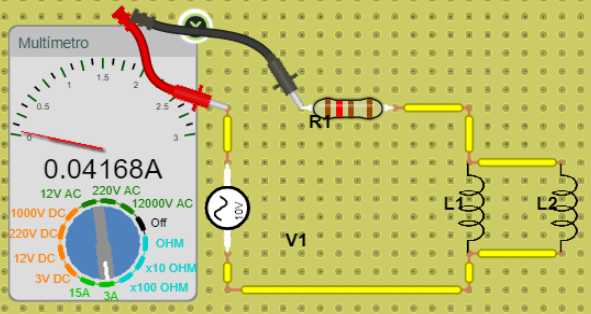 Multímetro
0 0.5 1 1.5 2 2.5 3
0.04168A
12V AC
220V AC
12000V AC
1000V DC
Off
220V DC
OHM
12V DC
x10 OHM
3V DC
x100 OHM
15A
3A
R1
10V
V1
L1
L2